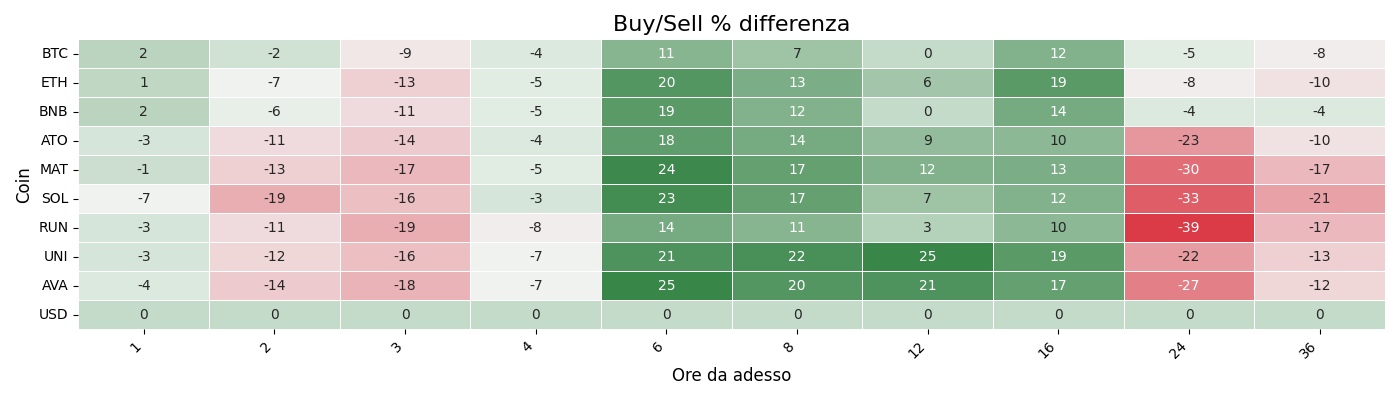 Buy/Sell % differenza
Coin
BTC 2 -2 -9 -4 11 7 0 12 -5 -8
ETH 1 -7 -13 -5 20 13 6 19 -8 -10
BNB 2 -6 -11 -5 19 12 0 14 -4 -4
ATO -3 -11 -14 -4 18 14 9 10 -23 -10
MAT -1 -13 -17 -5 24 17 12 13 -30 -17
SOL -7 -19 -16 -3 23 17 7 12 -33 -21
RUN -3 -11 -19 -8 14 11 3 10 -39 -17
UNI -3 -12 -16 -7 21 22 25 19 -22 -13
AVA -4 -14 -18 -7 25 20 21 17 -27 -12
USD 0 0 0 0 0 0 0 0 0 0
1 2 3 4 6 8 12 16 24 36
Ore da adesso